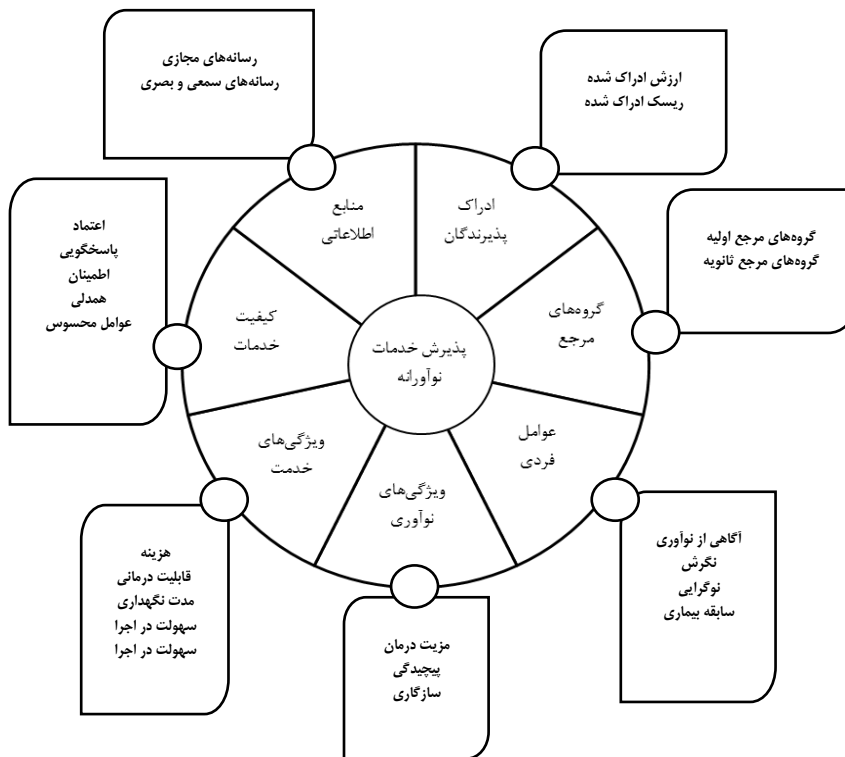 رسانه‌های مجازی
رسانه‌های سمعی و بصری
ارزش ادراک شده
ریسک ادراک شده
منابع
اطلاعاتی
ادراک
پذیرندگان
اعتماد
پاسخگویی
اطمینان
همدلی
عوامل محسوس
گروه‌های مرجع اولیه
گروه‌های مرجع ثانویه
کیفیت
خدمات
گروه‌های
مرجع
پذیرش خدمات
نوآورانه
ویژگی‌های
خدمت
عوامل
فردی
ویژگی‌های
نوآوری
هزینه
قابلیت درمانی
مدت نگهداری
سهولت در اجرا
سهولت در اجرا
مزیت درمان
پیچیدگی
سازگاری
آگاهی از نوآوری
نگرش
نوگرایی
سابقه بیماری